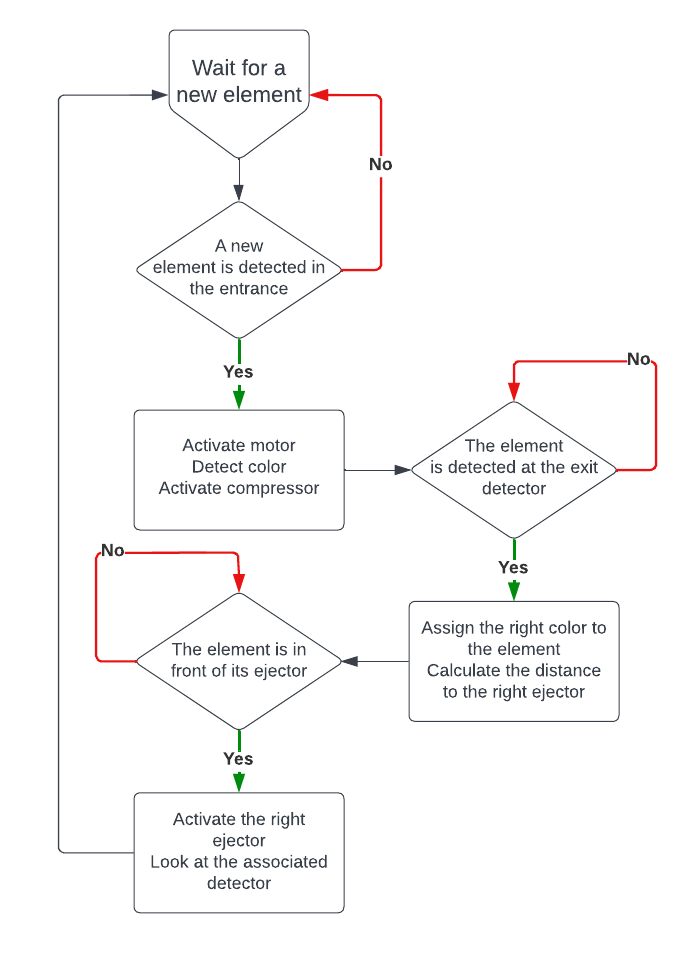 Wait for a
new element
No
A new
element is detected in
the entrance
Yes
No
Activate motor
Detect color
Activate compressor
The element
is detected at the exit
detector
No
Yes
Assign the right color to
the element
Calculate the distance
to the right ejector
The element is in
front of its ejector
Yes
Activate the right
ejector
Look at the associated
detector